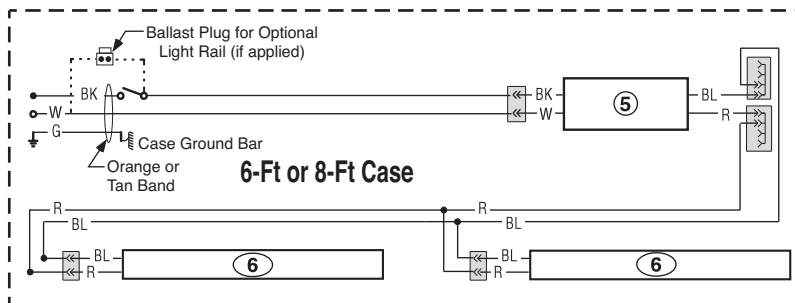 Ballast Plug for Optional
Light Rail (if applied)
BK
BK
5
BL
W
W
R
G
Case Ground Bar
Orange or
Tan Band
6-Ft or 8-Ft Case
R
R
BL
BL
BL
6
BL
6
R
R